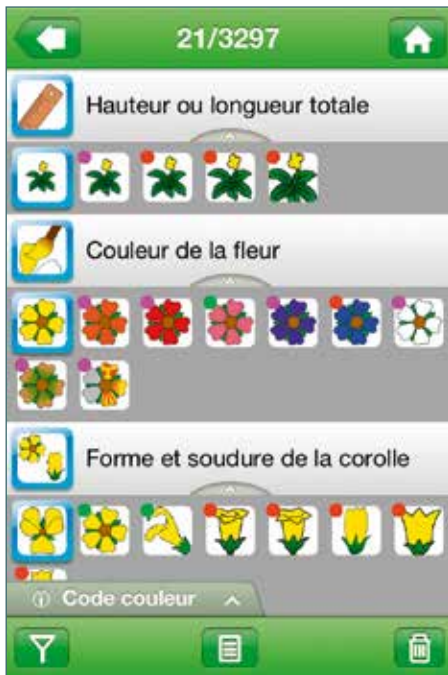 21/3297
Hauteur ou longueur totale
Couleur de la fleur
Forme et soudure de la corolle
Code couleur